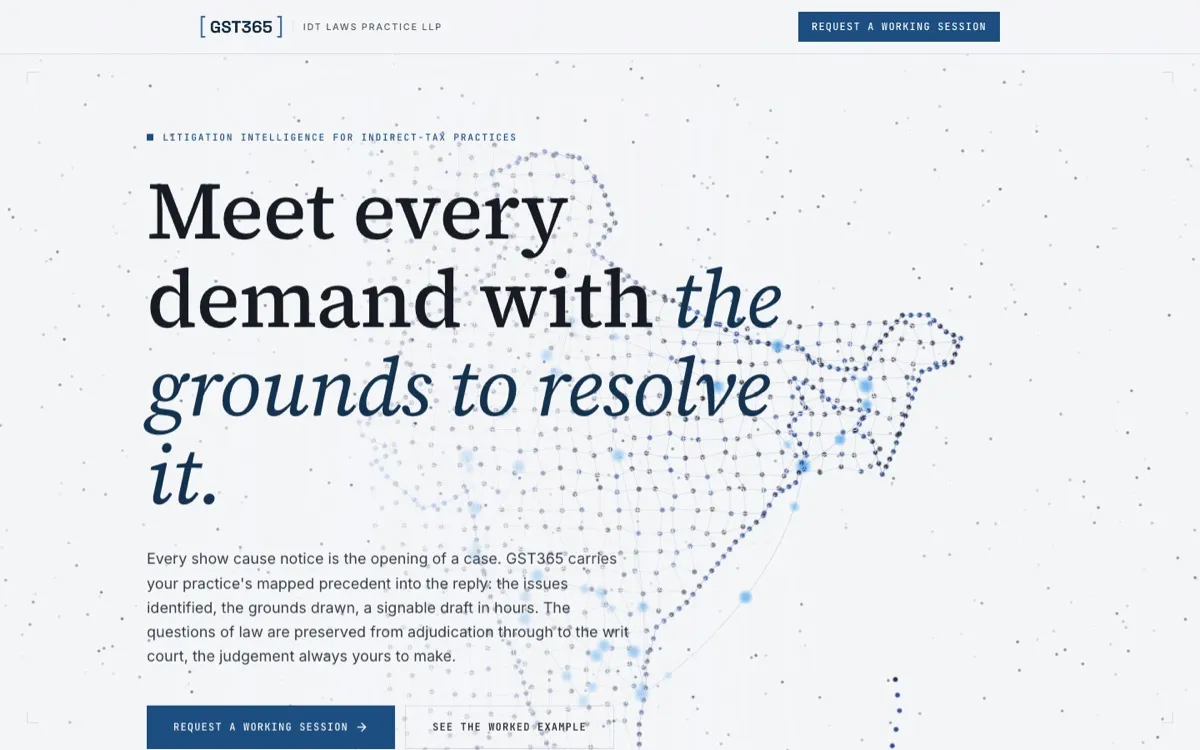 [GST365] IDT LAWS PRACTICE LLP
REQUEST A WORKING SESSION
LITIGATION INTELLIGENCE FOR INDIRECT-TAX PRACTICES
Meet every
demand with the
grounds to resolve
it.
Every show cause notice is the opening of a case. GST365 carries
your practice's mapped precedent into the reply: the issues
identified, the grounds drawn, a signable draft in hours. The
questions of law are preserved from adjudication through to the writ
court, the judgement always yours to make.
REQUEST A WORKING SESSION →
SEE THE WORKED EXAMPLE